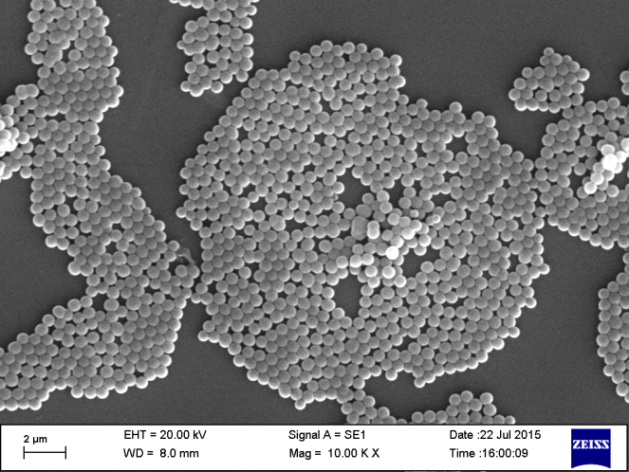 2 µm
EHT = 20.00 kV
Signal A = SE1
Date :22 Jul 2015
WD = 8.0 mm
Mag = 10.00 K X
Time :16:00:09
ZEISS